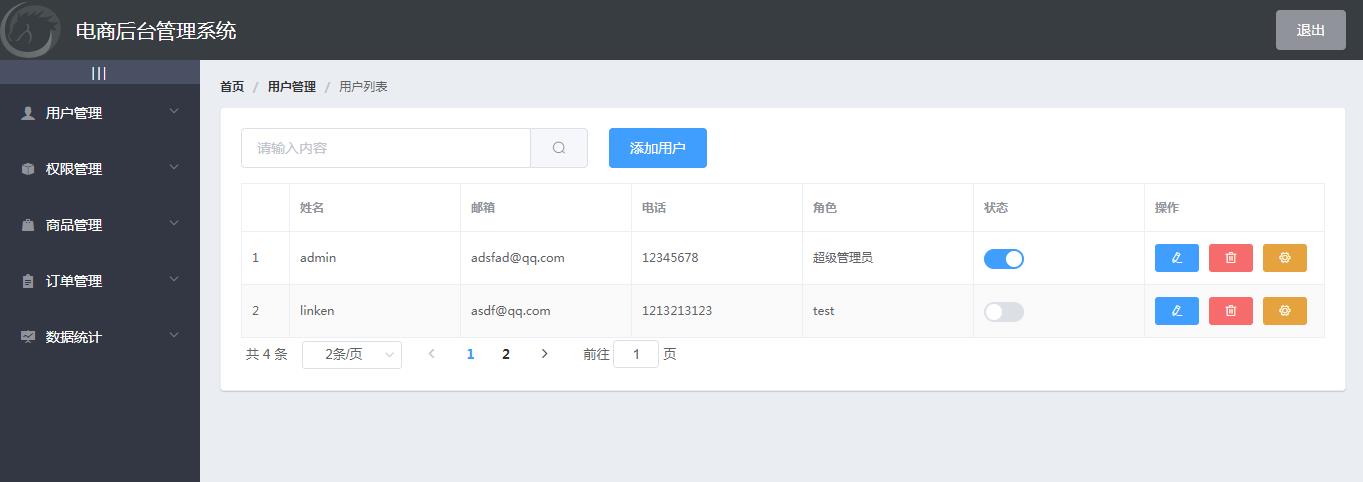 电商后台管理系统 退出
|||
首页 / 用户管理 / 用户列表
用户管理
权限管理
商品管理
订单管理
数据统计
请输入内容 添加用户
姓名 邮箱 电话 角色 状态 操作
1 admin adsfad@qq.com 12345678 超级管理员
2 linken asdf@qq.com 1213213123 test
共 4 条 2条/页 1 2 前往 1 页